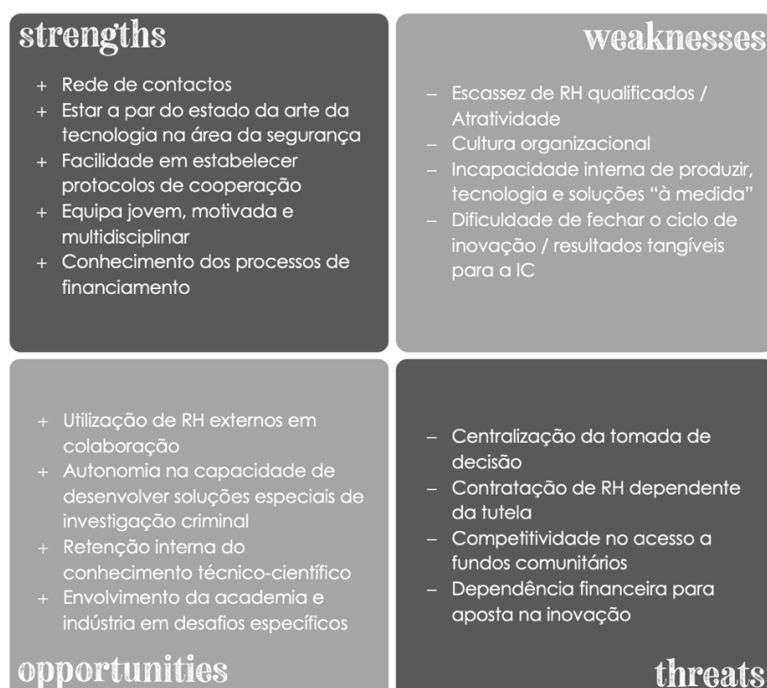 strengths
+ Rede de contactos
+ Estar a par do estado da arte da
tecnologia na área da segurança
+ Facilidade em estabelecer
protocolos de cooperação
+ Equipa jovem, motivada e
multidisciplinar
+ Conhecimento dos processos de
financiamento
weaknesses
– Escassez de RH qualificados /
Atratividade
– Cultura organizacional
– Incapacidade interna de produzir,
tecnologia e soluções “à medida”
– Dificuldade de fechar o ciclo de
inovação / resultados tangíveis
para a IC
+ Utilização de RH externos em
colaboração
+ Autonomia na capacidade de
desenvolver soluções especiais de
investigação criminal
+ Retenção interna do
conhecimento técnico-científico
+ Envolvimento da academia e
indústria em desafios específicos
opportunities
– Centralização da tomada de
decisão
– Contratação de RH dependente
da tutela
– Competitividade no acesso a
fundos comunitários
– Dependência financeira para
aposta na inovação
threats